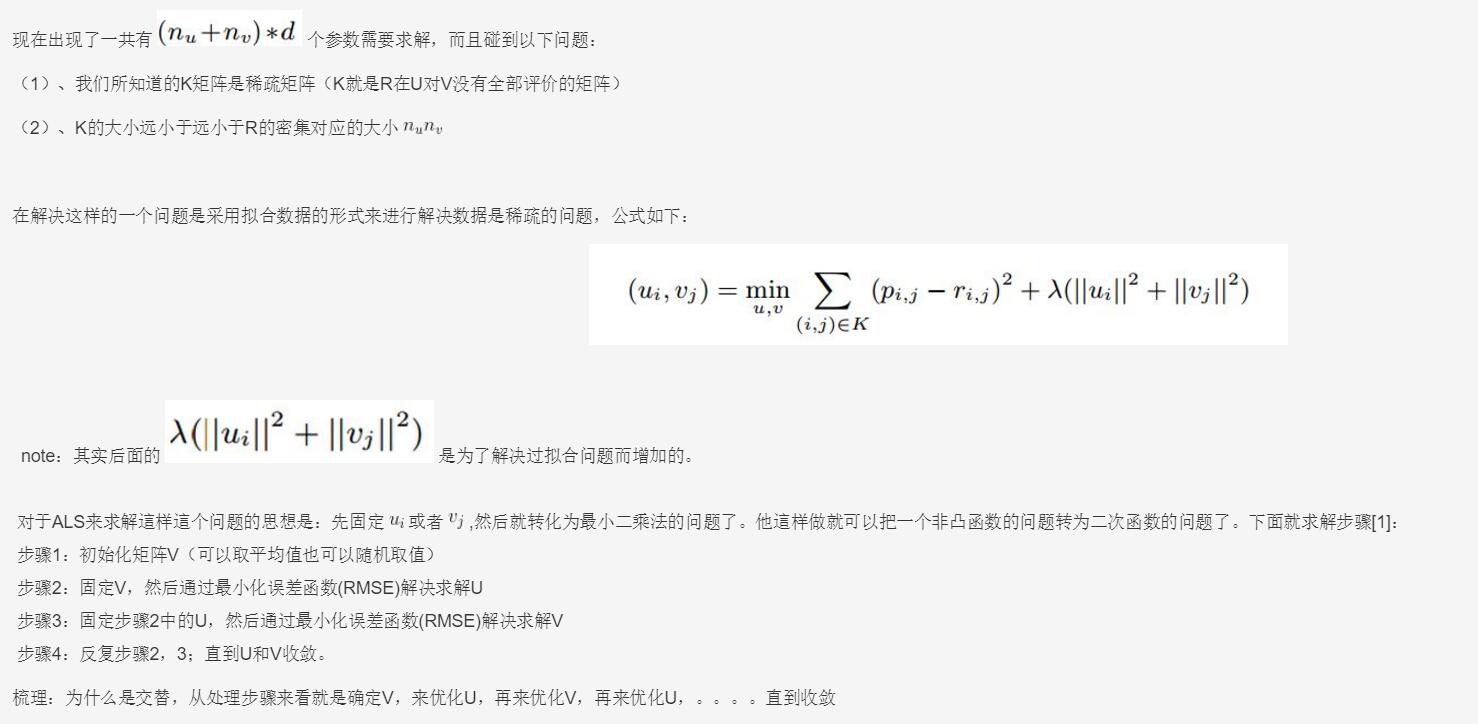 现在出现了一共有 (n_u+n_v)*d 个参数需要求解，而且碰到以下问题：
（1）、我们所知道的K矩阵是稀疏矩阵（K就是R在U对V没有全部评价的矩阵）
（2）、K的大小远小于远小于R的密集对应的大小 n_u n_v
在解决这样的一个问题是采用拟合数据的形式来进行解决数据是稀疏的问题，公式如下：
(u_i, v_j) = min_{u,v} ∑_{(i,j)∈K} (p_{i,j} − r_{i,j})^2 + λ(||u_i||^2 + ||v_j||^2)
note：其实后面的 λ(||u_i||^2 + ||v_j||^2) 是为了解决过拟合问题而增加的。
对于ALS来求解這样這个问题的思想是：先固定 u_i 或者 v_j ,然后就转化为最小二乘法的问题了。他這样做就可以把一个非凸函数的问题转为二次函数的问题了。下面就求解步骤[1]：
步骤1：初始化矩阵V（可以取平均值也可以随机取值）
步骤2：固定V，然后通过最小化误差函数(RMSE)解决求解U
步骤3：固定步骤2中的U，然后通过最小化误差函数(RMSE)解决求解V
步骤4：反复步骤2，3；直到U和V收敛。
梳理：为什么是交替，从处理步骤来看就是确定V，来优化U，再来优化V，再来优化U，。。。。直到收敛